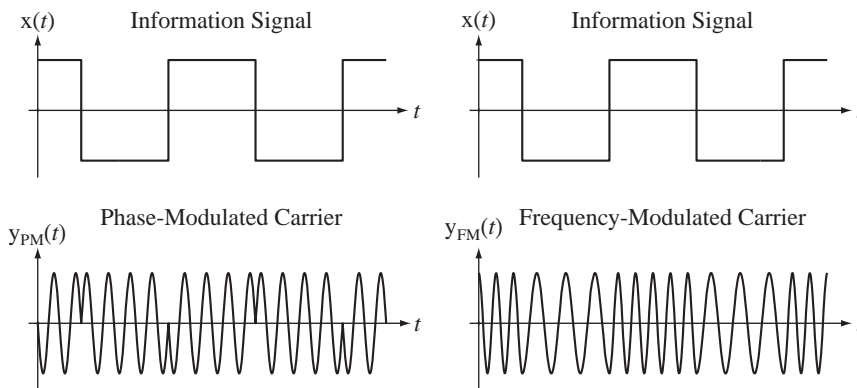 x(t)
Information Signal
t
x(t)
Information Signal
Phase-Modulated Carrier
yPM(t)
t
Frequency-Modulated Carrier
yFM(t)